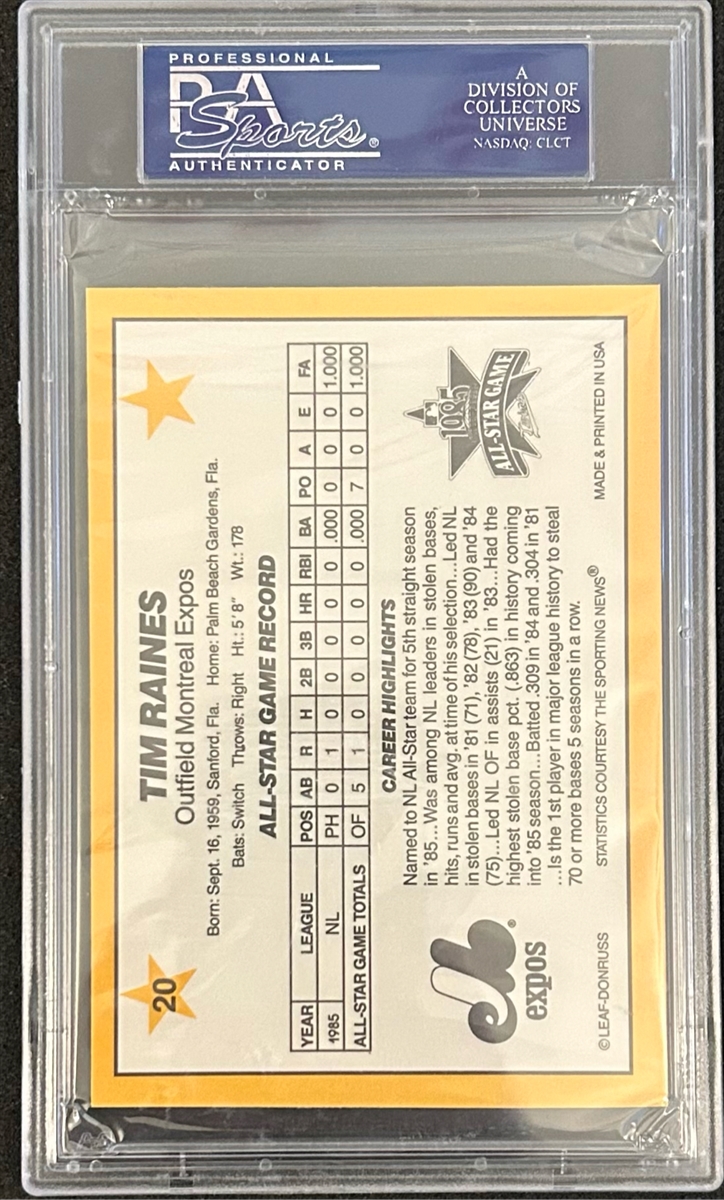 PROFESSIONAL
PSA
Sports®
AUTHENTICATOR
A
DIVISION OF
COLLECTORS
UNIVERSE
NASDAQ: CLCT
20
TIM RAINES
Outfield Montreal Expos
Born: Sept. 16, 1959, Sanford, Fla. Home: Palm Beach Gardens, Fla.
Bats: Switch Throws: Right Ht.: 5'8" Wt.: 178
ALL-STAR GAME RECORD
YEAR LEAGUE POS AB R H 2B 3B HR RBI BA PO A E FA
1985 NL PH 0 1 0 0 0 0 0 .000 0 0 0 1.000
ALL-STAR GAME TOTALS OF 5 1 0 0 0 0 0 .000 7 0 0 1.000
CAREER HIGHLIGHTS
Named to NL All-Star team for 5th straight season
in '85...Was among NL leaders in stolen bases,
hits, runs and avg. at time of his selection...Led NL
in stolen bases in '81 (71), '82 (78), '83 (90) and '84
(75)...Led NL OF in assists (21) in '83...Had the
highest stolen base pct. (.863) in history coming
into '85 season...Batted .309 in '84 and .304 in '81
...Is the 1st player in major league history to steal
70 or more bases 5 seasons in a row.
expos
®
1985
ALL-STAR GAME
©LEAF-DONRUSS
STATISTICS COURTESY THE SPORTING NEWS®
MADE & PRINTED IN USA